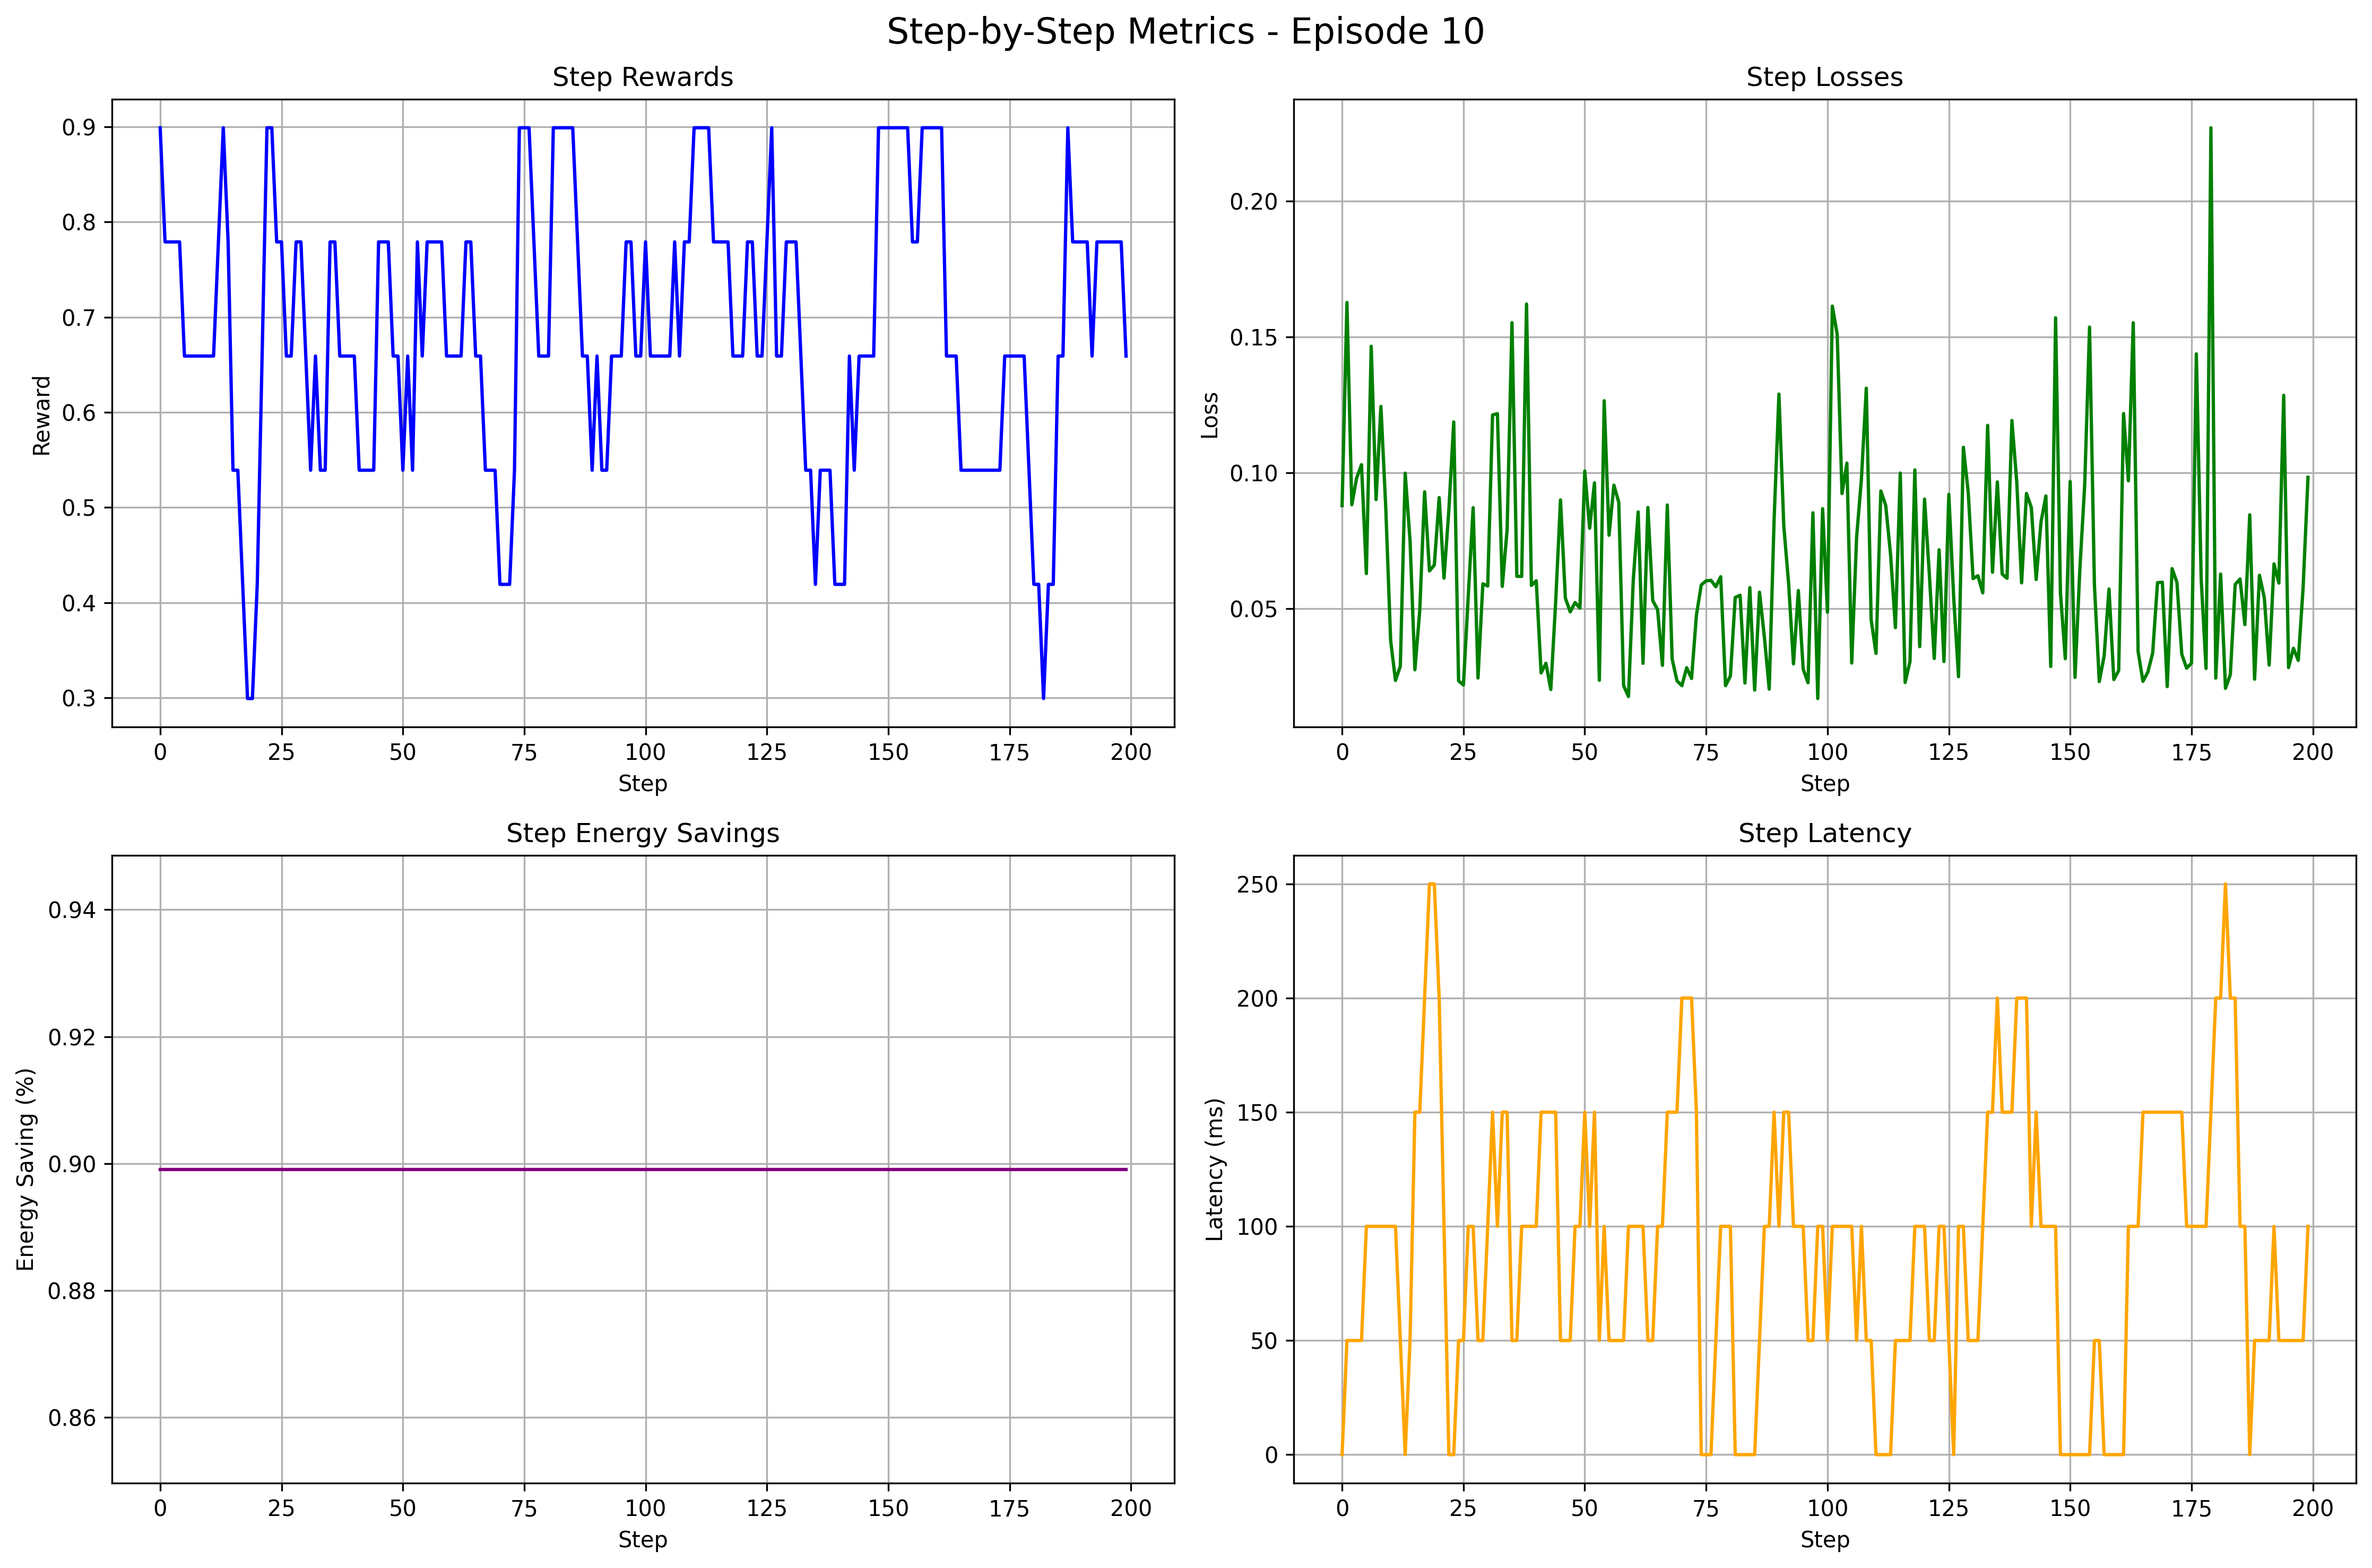 Step-by-Step Metrics - Episode 10
Step Rewards
Reward
0.9
0.8
0.7
0.6
0.5
0.4
0.3
0 25 50 75 100 125 150 175 200
Step
Step Losses
Loss
0.20
0.15
0.10
0.05
0 25 50 75 100 125 150 175 200
Step
Step Energy Savings
Energy Saving (%)
0.94
0.92
0.90
0.88
0.86
0 25 50 75 100 125 150 175 200
Step
Step Latency
Latency (ms)
250
200
150
100
50
0
0 25 50 75 100 125 150 175 200
Step